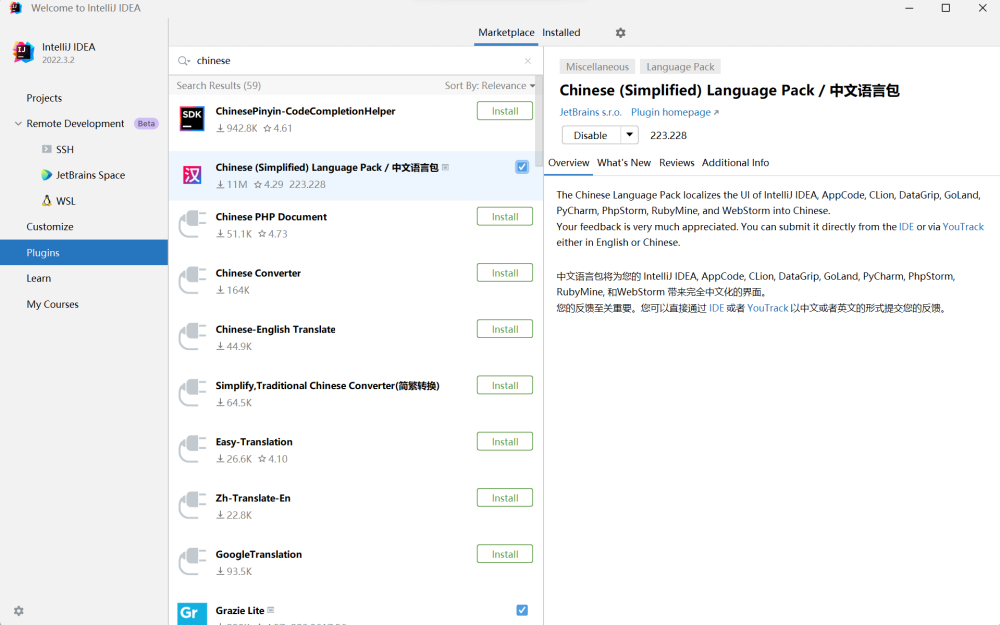 Welcome to IntelliJ IDEA
IntelliJ IDEA
2022.3.2
Projects
Remote Development Beta
SSH
JetBrains Space
WSL
Customize
Plugins
Learn
My Courses
Marketplace Installed
chinese
Search Results (59) Sort By: Relevance
SDK
ChinesePinyin-CodeCompletionHelper
942.8K 4.61
Install
汉
Chinese (Simplified) Language Pack / 中文语言包
11M 4.29 223.228
Chinese PHP Document
51.1K 4.73
Install
Chinese Converter
164K
Install
Chinese-English Translate
44.9K
Install
Simplify,Traditional Chinese Converter(简繁转换)
64.5K
Install
Easy-Translation
26.6K 4.10
Install
Zh-Translate-En
22.8K
Install
GoogleTranslation
93.5K
Install
Gr
Grazie Lite
Miscellaneous Language Pack
Chinese (Simplified) Language Pack / 中文语言包
JetBrains s.r.o. Plugin homepage
Disable 223.228
Overview What's New Reviews Additional Info
The Chinese Language Pack localizes the UI of IntelliJ IDEA, AppCode, CLion, DataGrip, GoLand,
PyCharm, PhpStorm, RubyMine, and WebStorm into Chinese.
Your feedback is very much appreciated. You can submit it directly from the IDE or via YouTrack
either in English or Chinese.
中文语言包将为您的 IntelliJ IDEA, AppCode, CLion, DataGrip, GoLand, PyCharm, PhpStorm,
RubyMine, 和WebStorm 带来完全中文化的界面。
您的反馈至关重要。您可以直接通过 IDE 或者 YouTrack 以中文或者英文的形式提交您的反馈。